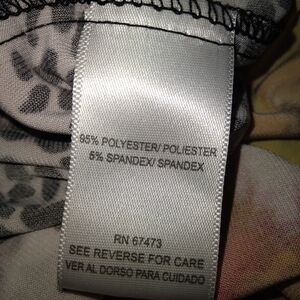 95% POLYESTER/ POLIESTER
5% SPANDEX/ SPANDEX
RN 67473
SEE REVERSE FOR CARE
VER AL DORSO PARA CUIDADO